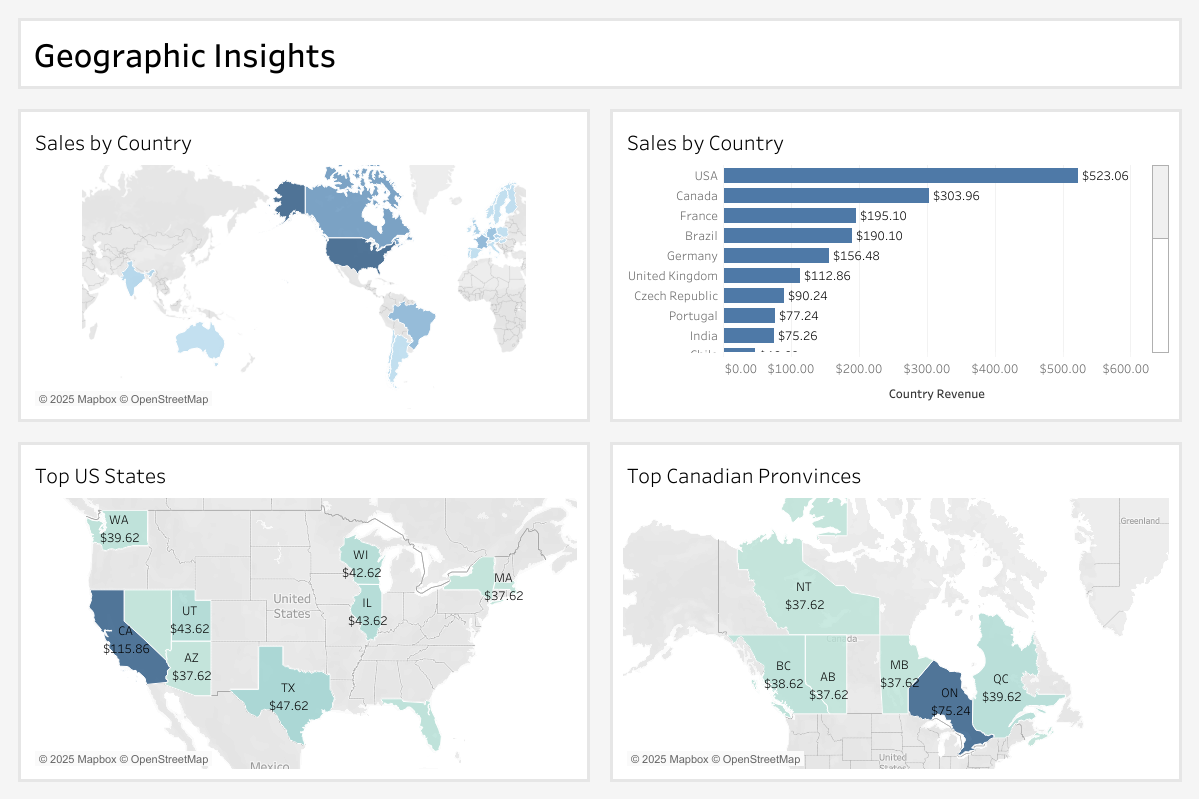 Geographic Insights
Sales by Country
© 2025 Mapbox © OpenStreetMap
Sales by Country
USA $523.06
Canada $303.96
France $195.10
Brazil $190.10
Germany $156.48
United Kingdom $112.86
Czech Republic $90.24
Portugal $77.24
India $75.26
$0.00 $100.00 $200.00 $300.00 $400.00 $500.00 $600.00
Country Revenue
Top US States
WA
$39.62
WI
$42.62
MA
$37.62
United
States
IL
$43.62
UT
$43.62
CA
$115.86
AZ
$37.62
TX
$47.62
Mexico
© 2025 Mapbox © OpenStreetMap
Top Canadian Pronvinces
Greenland
NT
$37.62
BC
$38.62
AB
$37.62
MB
$37.62
ON
$75.24
QC
$39.62
United
States
© 2025 Mapbox © OpenStreetMap